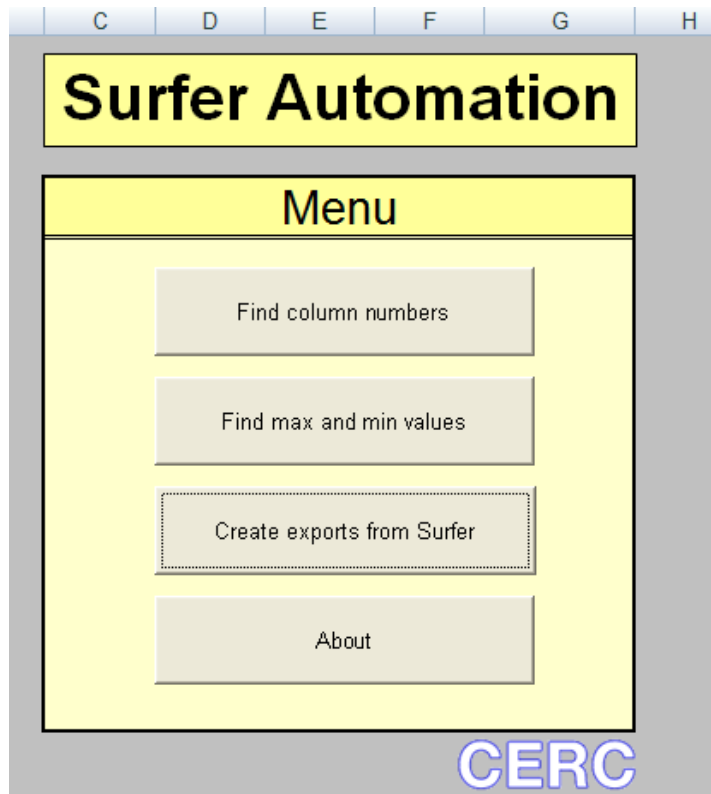 C D E F G H
Surfer Automation
Menu
Find column numbers
Find max and min values
Create exports from Surfer
About
CERC